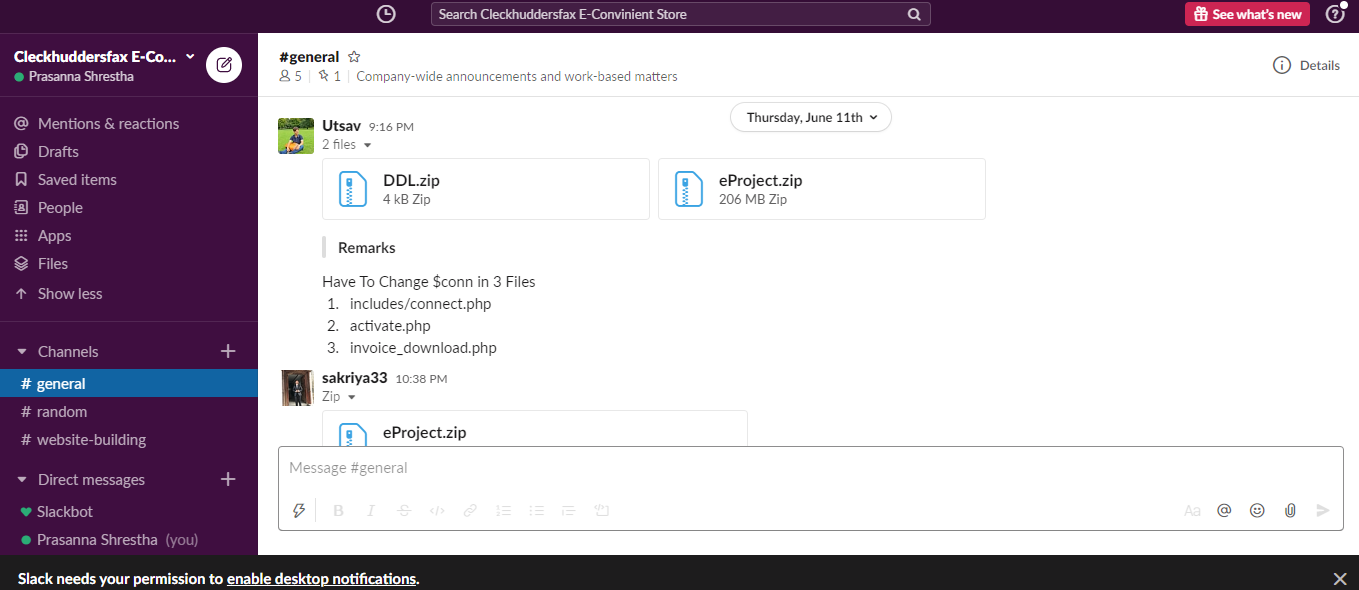 Search Cleckhuddersfax E-Convinient Store
See what's new
Cleckhuddersfax E-Co...
Prasanna Shrestha
Mentions & reactions
Drafts
Saved items
People
Apps
Files
Show less
Channels
# general
# random
# website-building
Direct messages
Slackbot
Prasanna Shrestha (you)
#general
5 | 1 | Company-wide announcements and work-based matters
Details
Thursday, June 11th
Utsav 9:16 PM
2 files
DDL.zip
4 kB Zip
eProject.zip
206 MB Zip
Remarks
Have To Change $conn in 3 Files
1. includes/connect.php
2. activate.php
3. invoice_download.php
sakriya33 10:38 PM
Zip
eProject.zip
Message #general
B I S </>
Aa @
Slack needs your permission to enable desktop notifications.